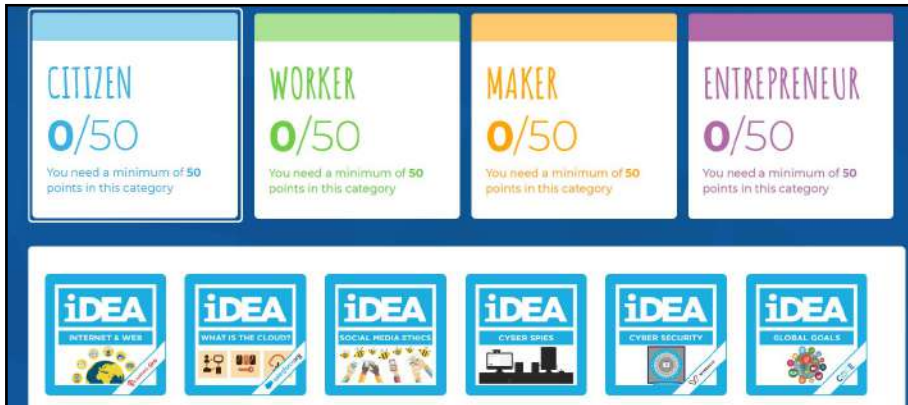 CITIZEN
0/50
You need a minimum of 50
points in this category
WORKER
0/50
You need a minimum of 50
points in this category
MAKER
0/50
You need a minimum of 50
points in this category
ENTREPRENEUR
0/50
You need a minimum of 50
points in this category
iDEA
INTERNET & WEB
iDEA
WHAT IS THE CLOUD?
iDEA
SOCIAL MEDIA ETHICS
iDEA
CYBER SPIES
iDEA
CYBER SECURITY
iDEA
GLOBAL GOALS